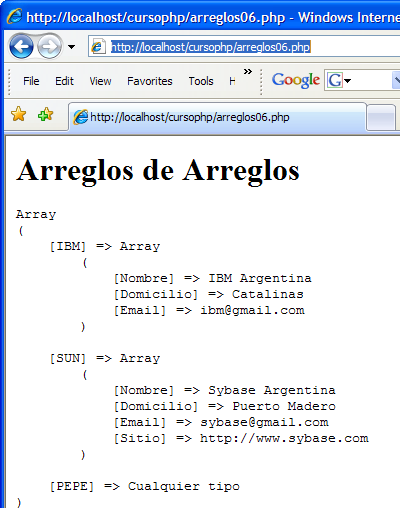 http://localhost/cursophp/arreglos06.php - Windows Interne
http://localhost/cursophp/arreglos06.php
File Edit View Favorites Tools H » Google G
http://localhost/cursophp/arreglos06.php
Arreglos de Arreglos
Array
(
[IBM] => Array
(
[Nombre] => IBM Argentina
[Domicilio] => Catalinas
[Email] => ibm@gmail.com
)
[SUN] => Array
(
[Nombre] => Sybase Argentina
[Domicilio] => Puerto Madero
[Email] => sybase@gmail.com
[Sitio] => http://www.sybase.com
)
[PEPE] => Cualquier tipo
)